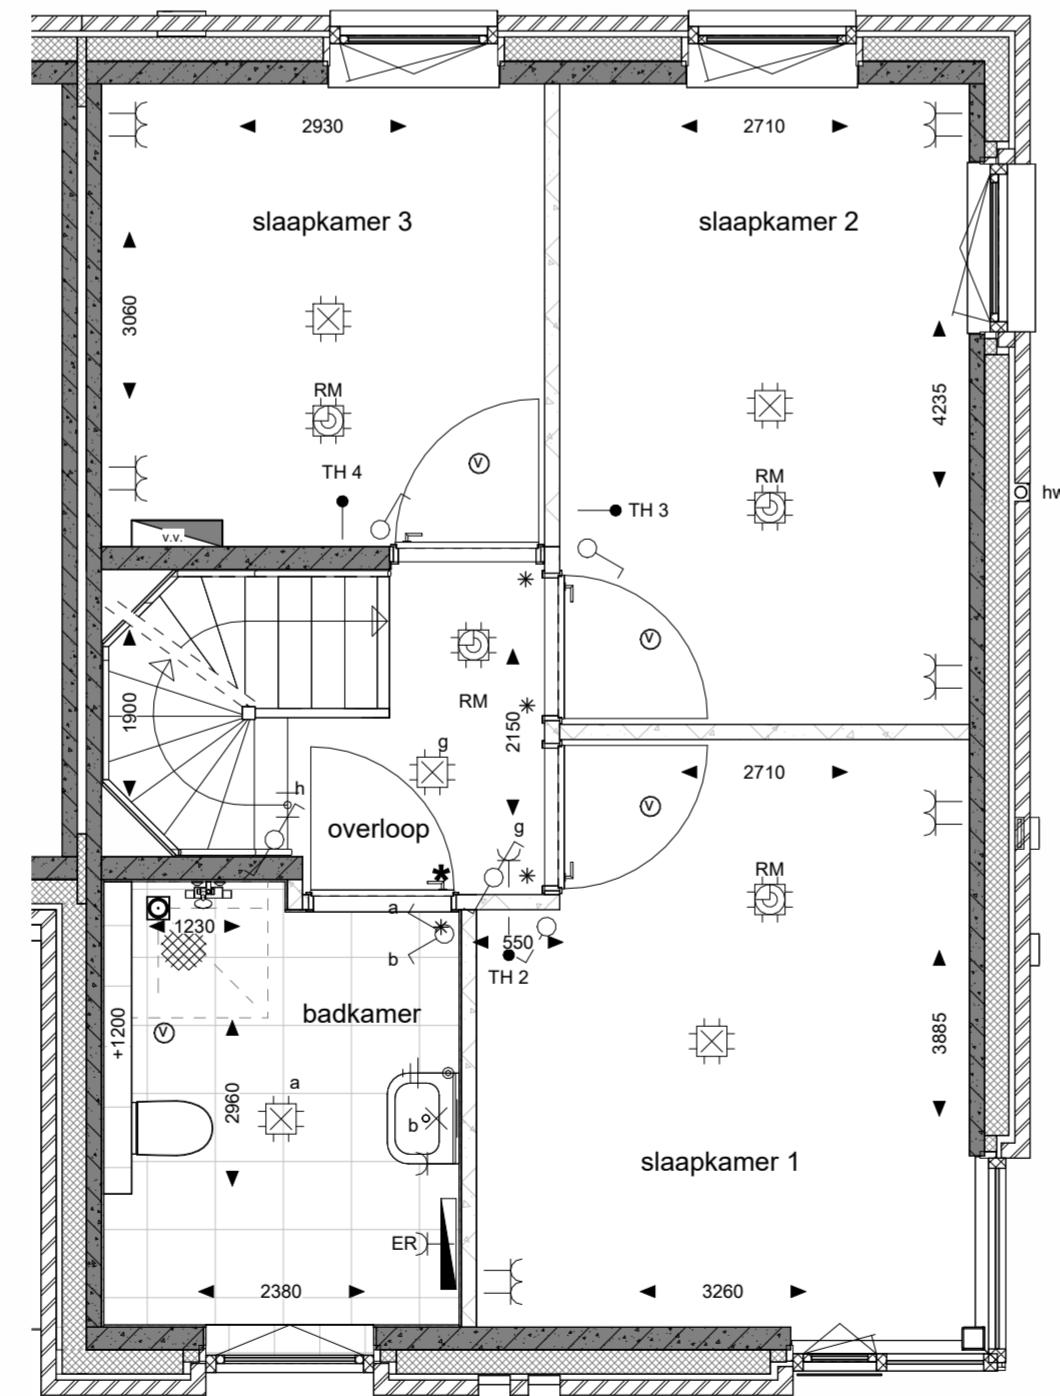 2930
2710
slaapkamer 3
slaapkamer 2
3060
4235
RM
TH 4
V
RM
TH 3
hw
v.v.
V
1900
RM
2150
g
2710
V
h
overloop
g
RM
*
a
1230
b
550
TH 2
badkamer
+1200
V
3885
a
2960
b
slaapkamer 1
ER
2380
3260